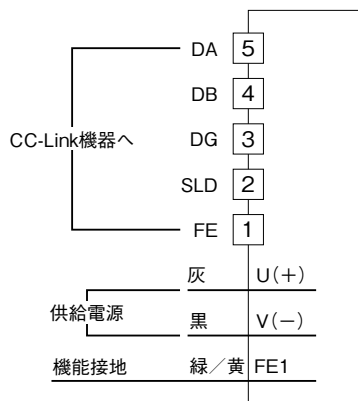 DA 5
DB 4
DG 3
CC-Link機器へ
SLD 2
FE 1
灰 U(+)
供給電源
黒 V(-)
機能接地 緑/黄 FE1